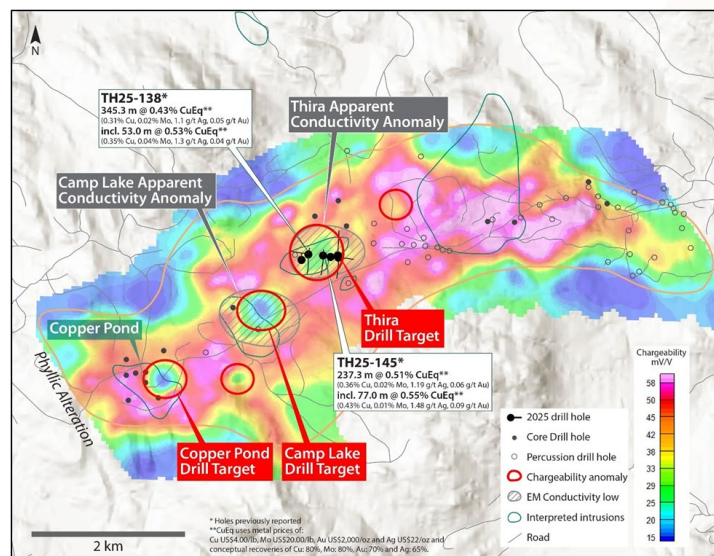 N
TH25-138*
345.3 m @ 0.43% CuEq**
(0.31% Cu, 0.02% Mo, 1.1 g/t Ag, 0.05 g/t Au)
incl. 53.0 m @ 0.53% CuEq**
(0.35% Cu, 0.04% Mo, 1.3 g/t Ag, 0.04 g/t Au)
Thira Apparent
Conductivity Anomaly
Camp Lake Apparent
Conductivity Anomaly
Copper Pond
Phyllic Alteration
Thira
Drill Target
TH25-145*
237.3 m @ 0.51% CuEq**
(0.36% Cu, 0.02% Mo, 1.19 g/t Ag, 0.06 g/t Au)
incl. 77.0 m @ 0.55% CuEq**
(0.43% Cu, 0.01% Mo, 1.48 g/t Ag, 0.09 g/t Au)
Copper Pond
Drill Target
Camp Lake
Drill Target
Chargeability
mV/V
58
50
45
38
33
29
25
20
15
2025 drill hole
Core Drill hole
Percussion drill hole
Chargeability anomaly
EM Conductivity low
Interpreted intrusions
Road
2 km
* Holes previously reported
**CuEq uses metal prices of:
Cu US$4.00/lb, Mo US$20.00/lb, Au US$2,000/oz and Ag US$22/oz and
conceptual recoveries of Cu: 80%, Mo: 80%, Au: 70% and Ag: 65%.